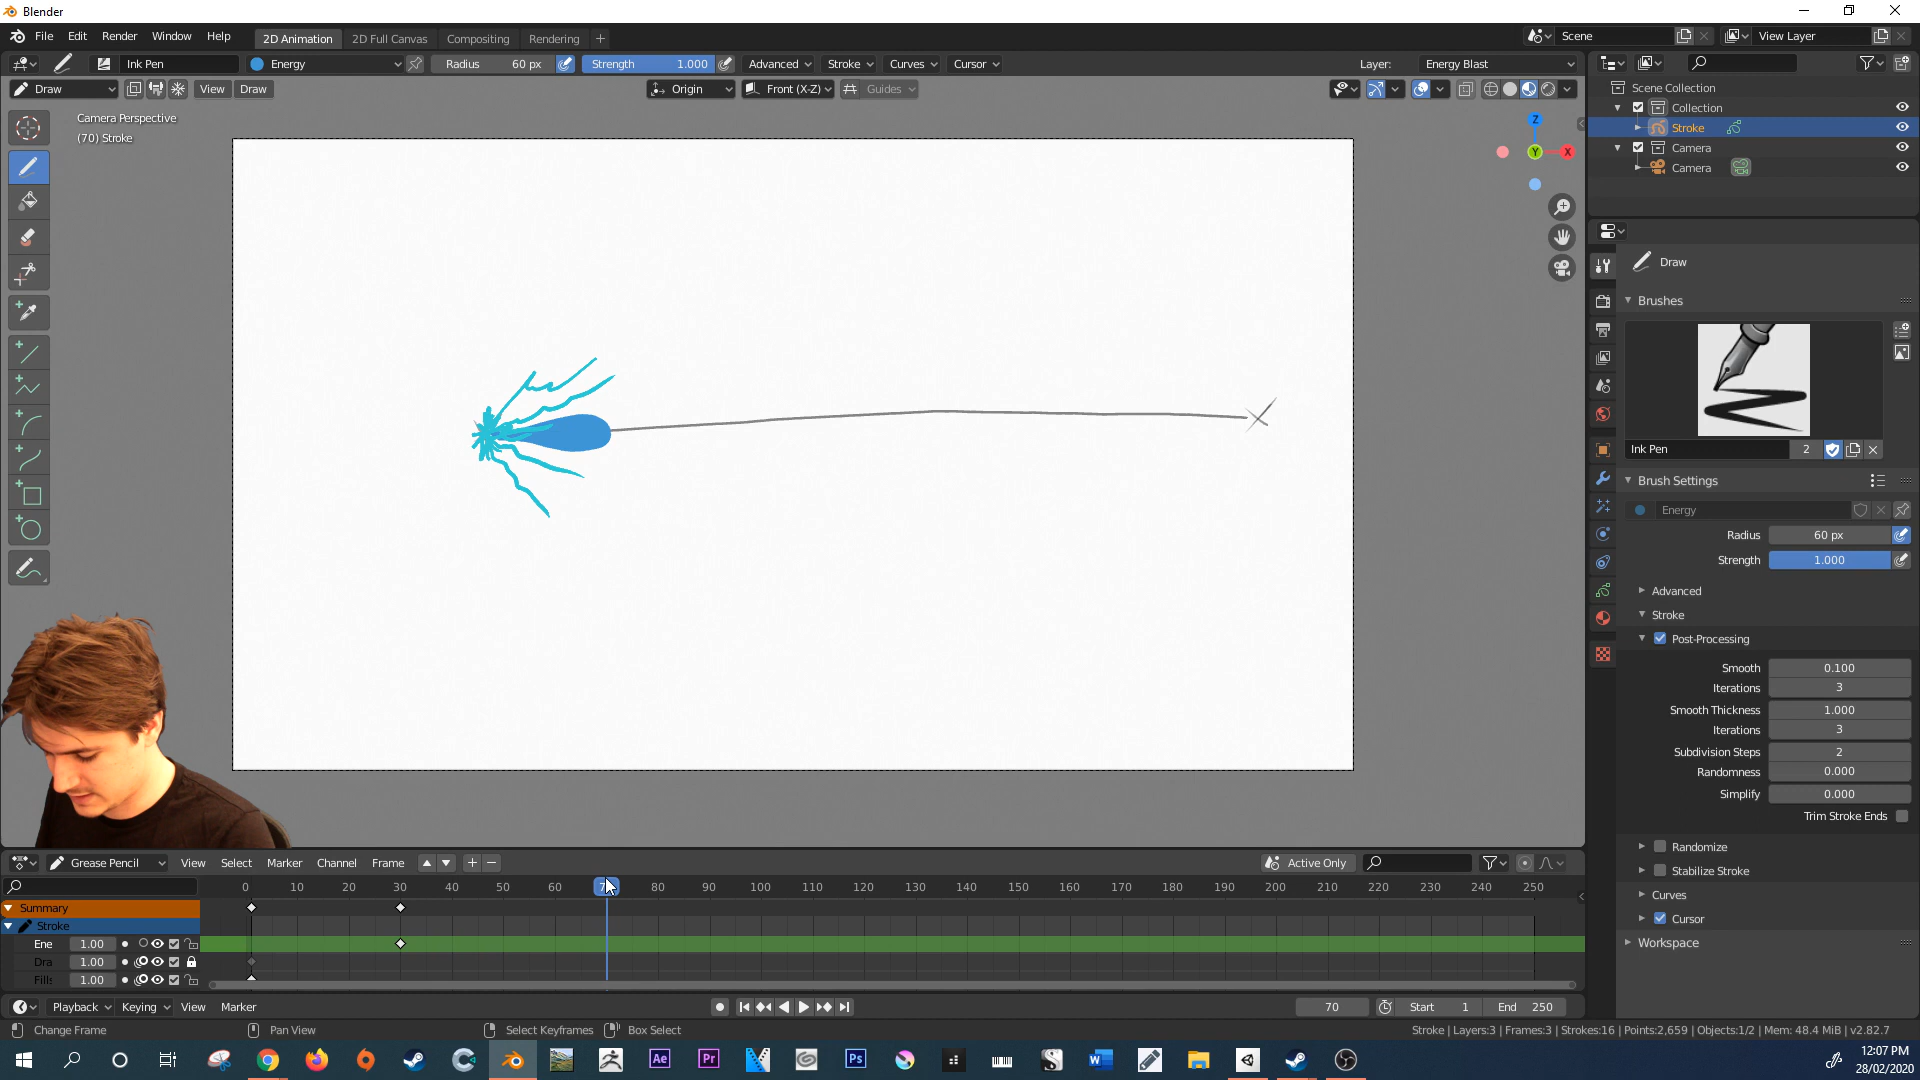 Blender
File Edit Render Window Help
2D Animation 2D Full Canvas Compositing Rendering +
Scene
View Layer
Ink Pen Energy Radius 60 px Strength 1.000 Advanced Stroke Curves Cursor
Layer: Energy Blast
Draw View Draw
Origin Front (X-Z) Guides
Camera Perspective
(70) Stroke
Z
Y
X
Scene Collection
Collection
Stroke
Camera
Camera
Draw
Brushes
Ink Pen 2
Brush Settings
Energy
Radius 60 px
Strength 1.000
Advanced
Stroke
Post-Processing
Smooth 0.100
Iterations 3
Smooth Thickness 1.000
Iterations 3
Subdivision Steps 2
Randomness 0.000
Simplify 0.000
Trim Stroke Ends
Randomize
Stabilize Stroke
Curves
Cursor
Workspace
Grease Pencil View Select Marker Channel Frame
Active Only
0 10 20 30 40 50 60 80 90 100 110 120 130 140 150 160 170 180 190 200 210 220 230 240 250
Summary
Stroke
Ene 1.00
Dra 1.00
Fills 1.00
Playback Keying View Marker
70 Start 1 End 250
Change Frame Pan View Select Keyframes Box Select
Stroke | Layers:3 | Frames:3 | Strokes:16 | Points:2,659 | Objects:1/2 | Mem: 48.4 MiB | v2.82.7
Ae Pr Ps
12:07 PM
28/02/2020